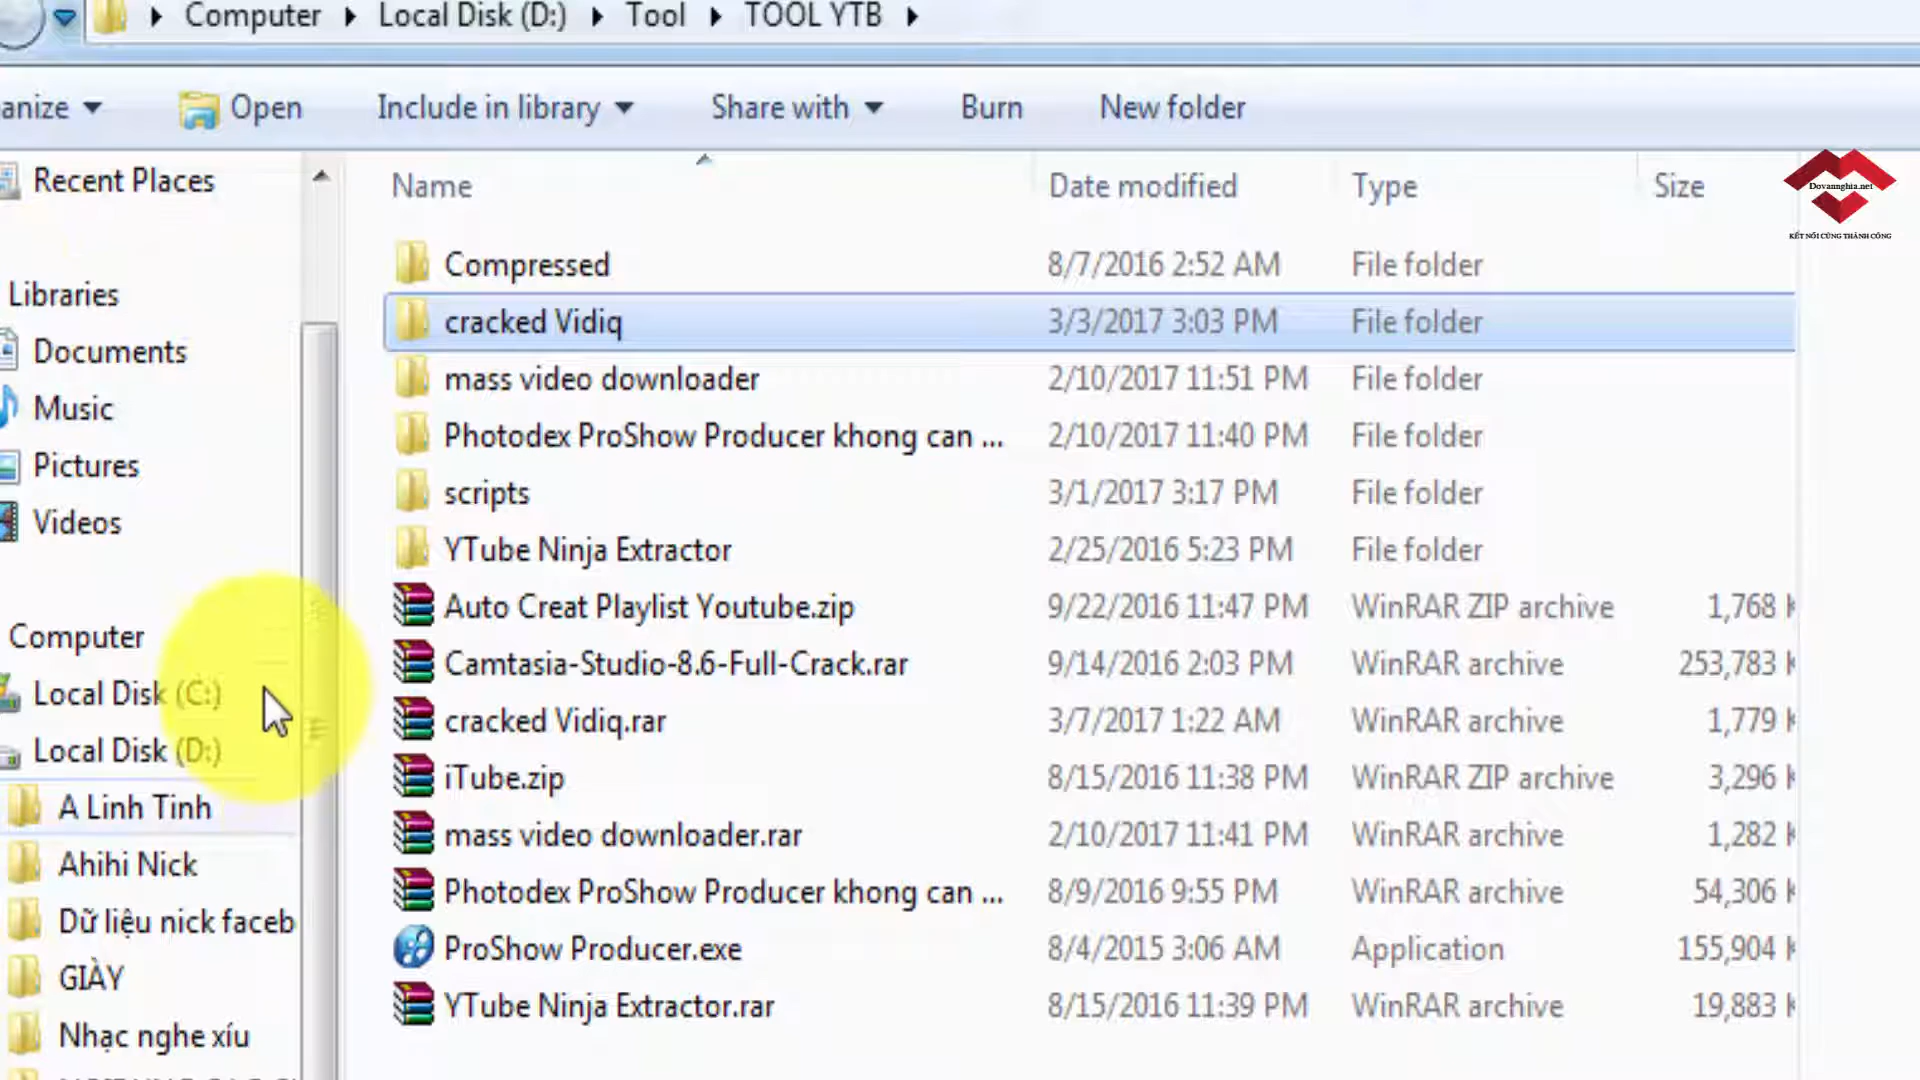 Computer Local Disk (D:) Tool TOOL YTB
anize Open Include in library Share with Burn New folder
Recent Places
Libraries
Documents
Music
Pictures
Videos
Computer
Local Disk (C:)
Local Disk (D:)
A Linh Tinh
Ahihi Nick
Dữ liệu nick faceb
GIÀY
Nhạc nghe xíu
Name Date modified Type Size
Compressed 8/7/2016 2:52 AM File folder
cracked Vidiq 3/3/2017 3:03 PM File folder
mass video downloader 2/10/2017 11:51 PM File folder
Photodex ProShow Producer khong can ... 2/10/2017 11:40 PM File folder
scripts 3/1/2017 3:17 PM File folder
YTube Ninja Extractor 2/25/2016 5:23 PM File folder
Auto Creat Playlist Youtube.zip 9/22/2016 11:47 PM WinRAR ZIP archive 1,768 K
Camtasia-Studio-8.6-Full-Crack.rar 9/14/2016 2:03 PM WinRAR archive 253,783 K
cracked Vidiq.rar 3/7/2017 1:22 AM WinRAR archive 1,779 K
iTube.zip 8/15/2016 11:38 PM WinRAR ZIP archive 3,296 K
mass video downloader.rar 2/10/2017 11:41 PM WinRAR archive 1,282 K
Photodex ProShow Producer khong can ... 8/9/2016 9:55 PM WinRAR archive 54,306 K
ProShow Producer.exe 8/4/2015 3:06 AM Application 155,904 K
YTube Ninja Extractor.rar 8/15/2016 11:39 PM WinRAR archive 19,883 K
Dovannghia.net
KẾT NỐI CÙNG THÀNH CÔNG